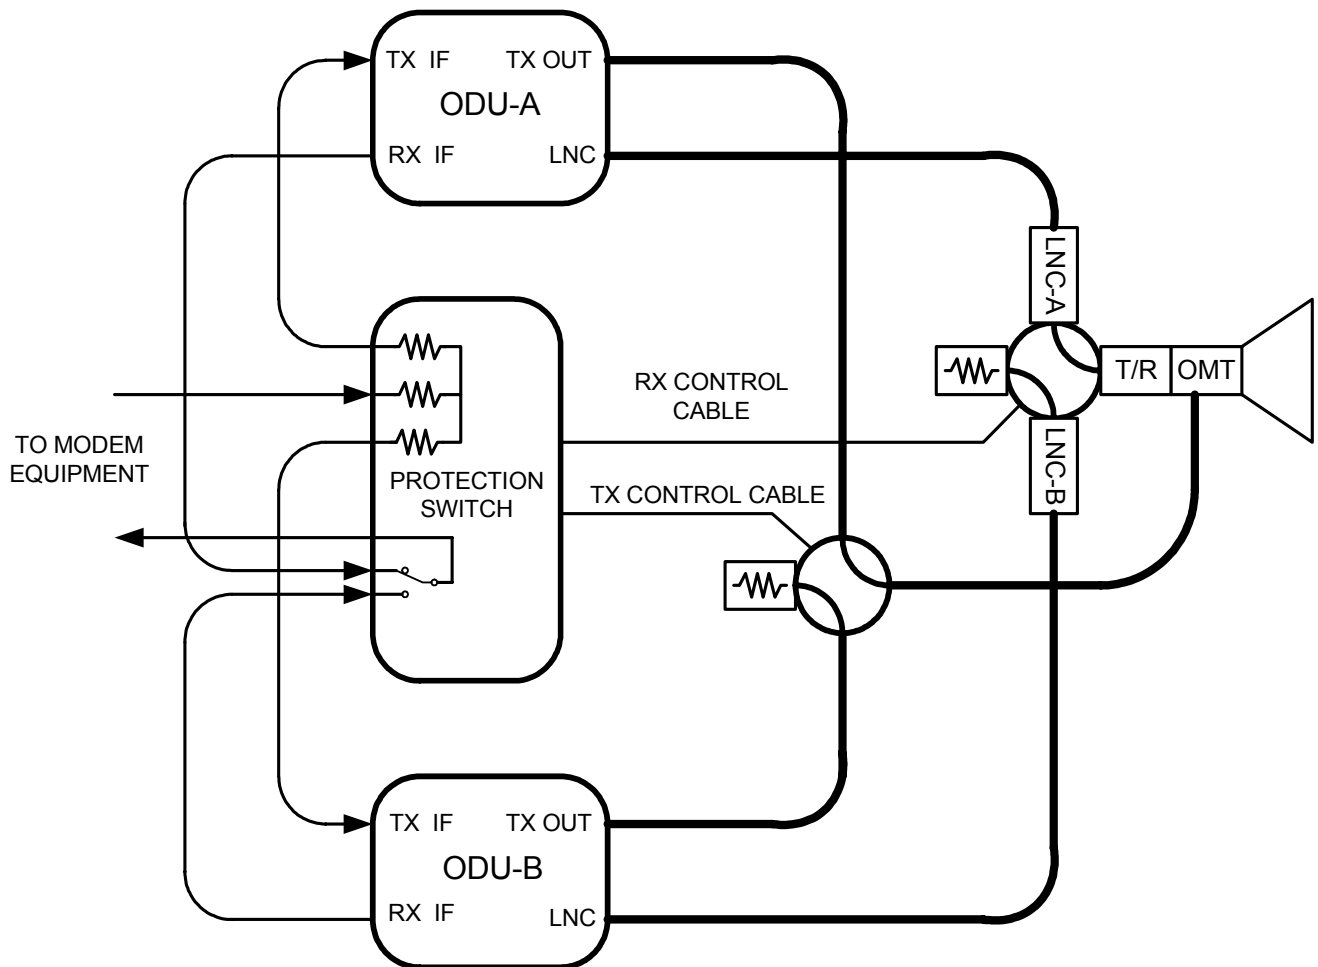 TX IF
TX OUT
ODU-A
RX IF
LNC
LNC-A
T/R
OMT
RX CONTROL
CABLE
LNC-B
TO MODEM
EQUIPMENT
PROTECTION
SWITCH
TX CONTROL CABLE
TX IF
TX OUT
ODU-B
RX IF
LNC